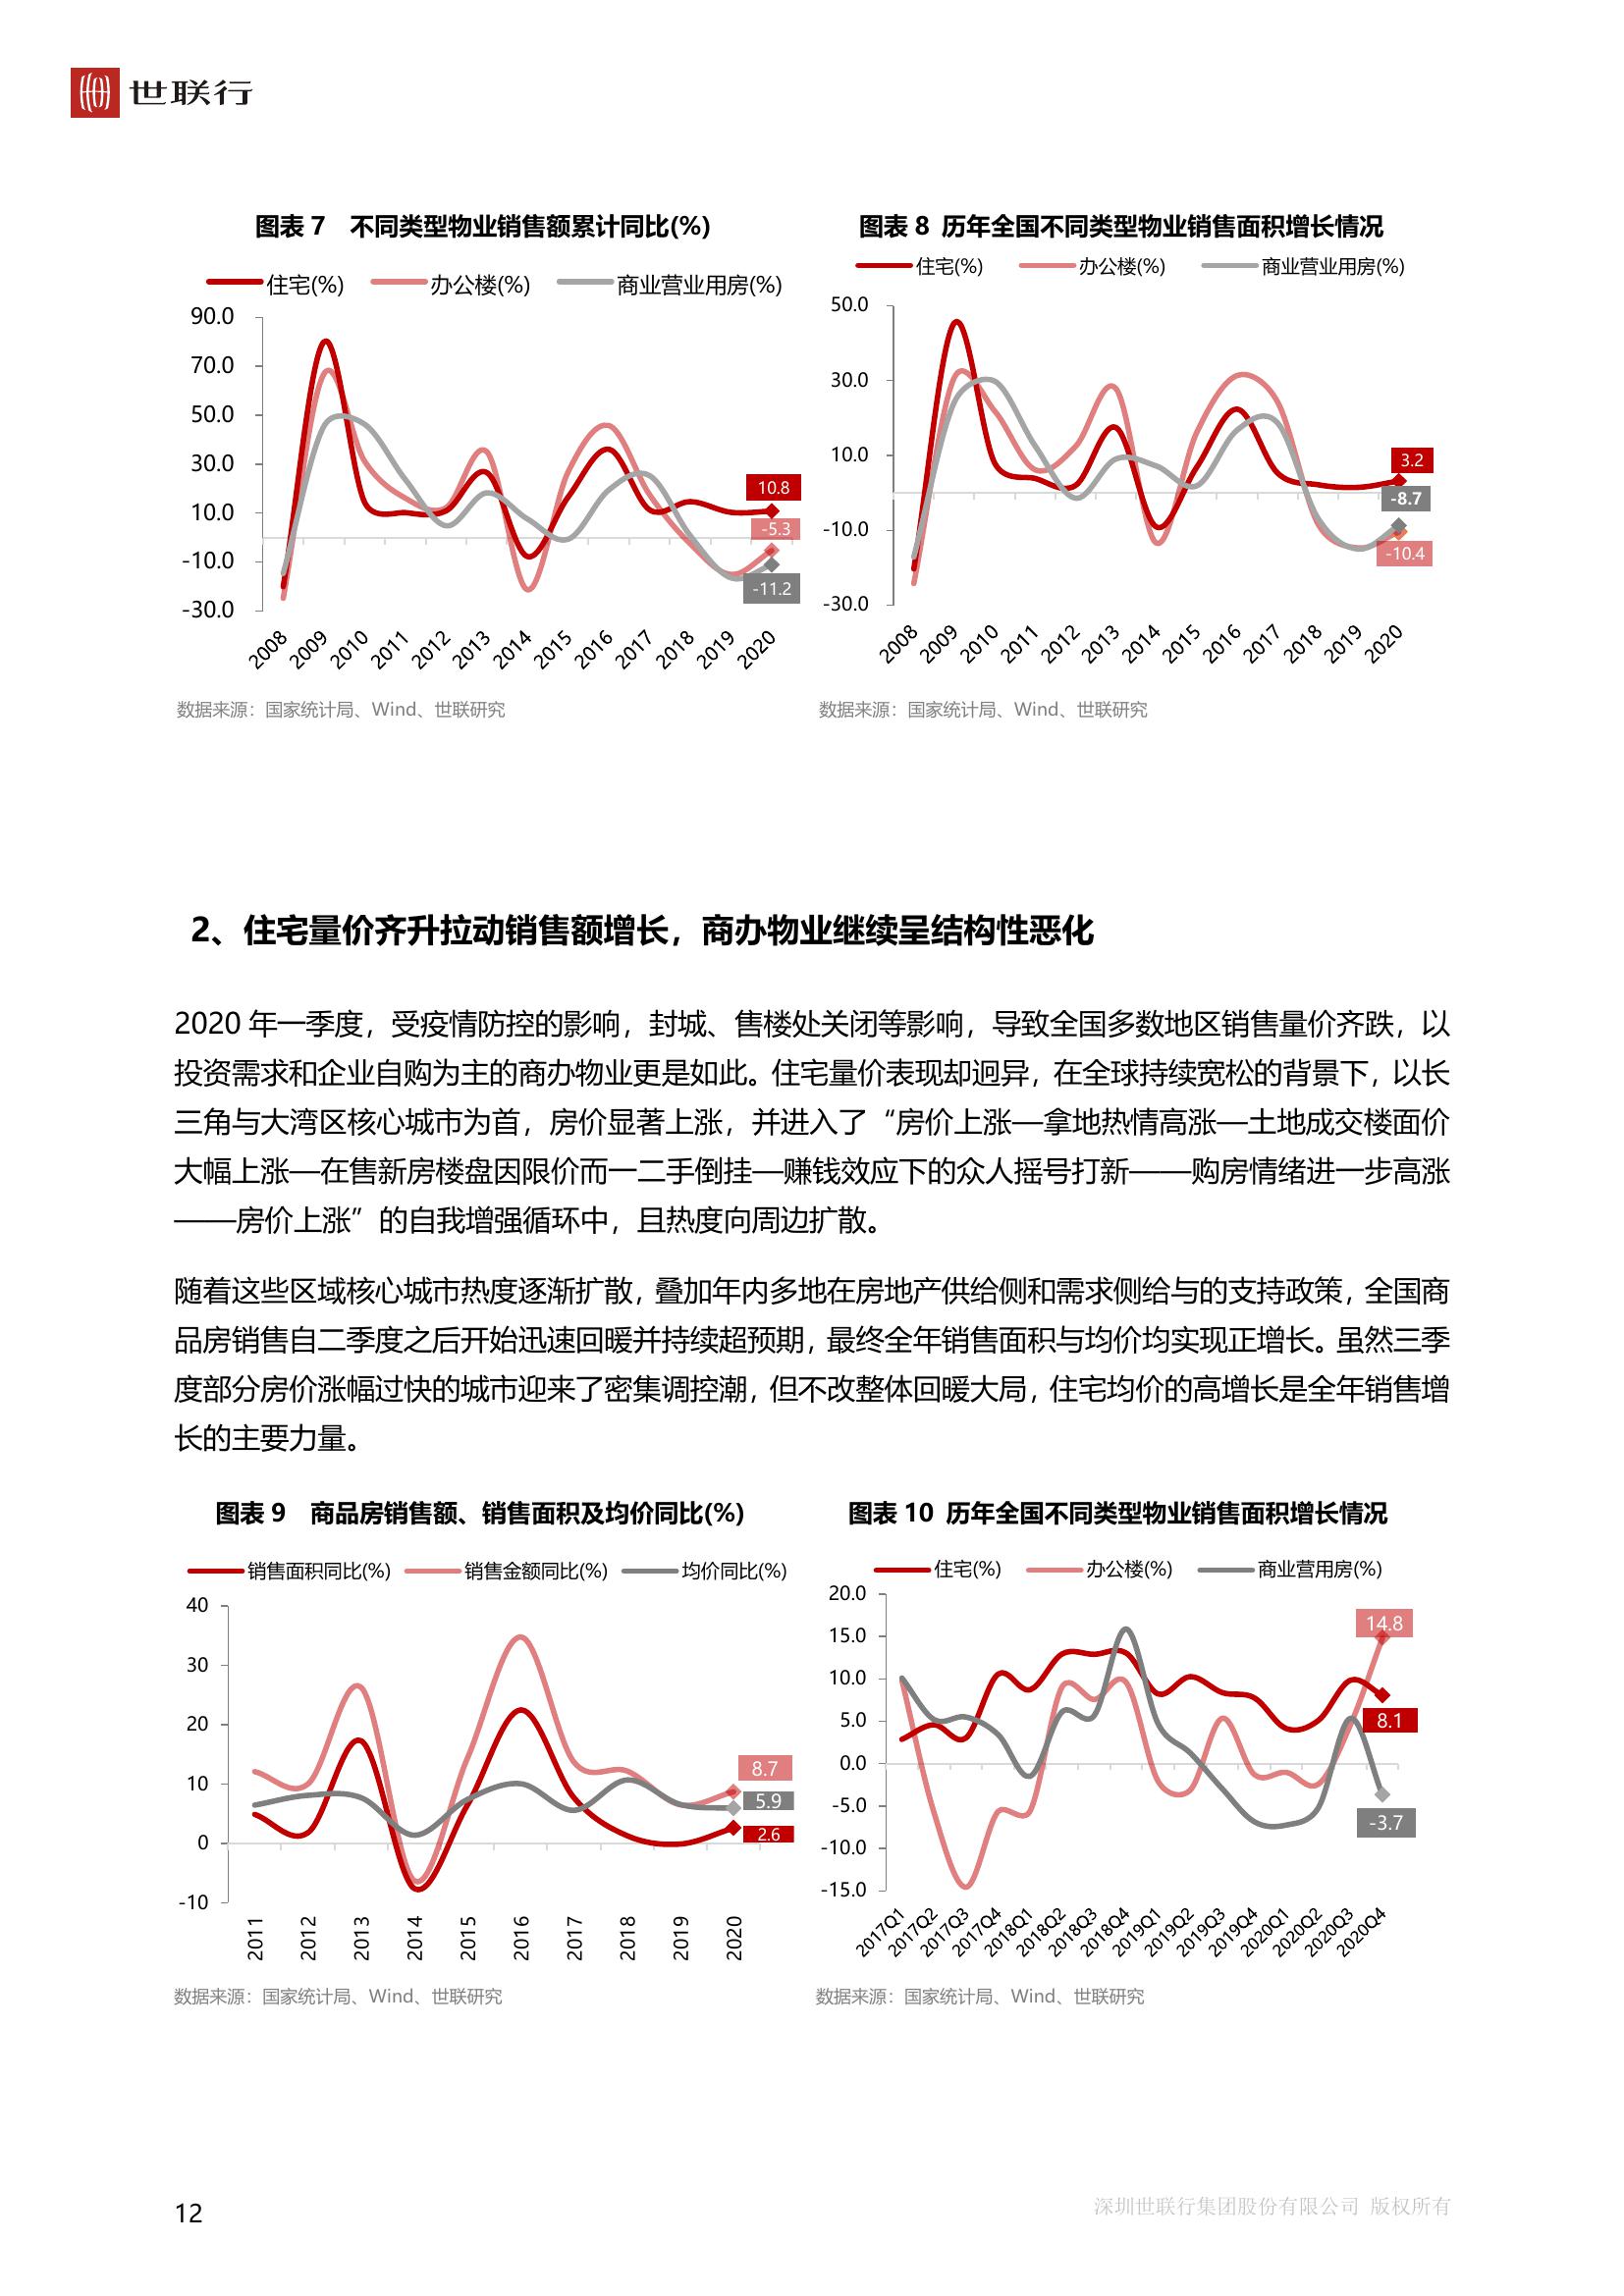 世联行
图表 7 不同类型物业销售额累计同比(%)
住宅(%) 办公楼(%) 商业营业用房(%)
90.0
70.0
50.0
30.0
10.0
-10.0
-30.0
10.8
-5.3
-11.2
2008 2009 2010 2011 2012 2013 2014 2015 2016 2017 2018 2019 2020
数据来源：国家统计局、Wind、世联研究
图表 8 历年全国不同类型物业销售面积增长情况
住宅(%) 办公楼(%) 商业营业用房(%)
50.0
30.0
10.0
-10.0
-30.0
3.2
-8.7
-10.4
2008 2009 2010 2011 2012 2013 2014 2015 2016 2017 2018 2019 2020
数据来源：国家统计局、Wind、世联研究
2、住宅量价齐升拉动销售额增长，商办物业继续呈结构性恶化
2020 年一季度，受疫情防控的影响，封城、售楼处关闭等影响，导致全国多数地区销售量价齐跌，以
投资需求和企业自购为主的商办物业更是如此。住宅量价表现却迥异，在全球持续宽松的背景下，以长
三角与大湾区核心城市为首，房价显著上涨，并进入了“房价上涨—拿地热情高涨—土地成交楼面价
大幅上涨—在售新房楼盘因限价而一二手倒挂—赚钱效应下的众人摇号打新——购房情绪进一步高涨
——房价上涨”的自我增强循环中，且热度向周边扩散。
随着这些区域核心城市热度逐渐扩散，叠加年内多地在房地产供给侧和需求侧给与的支持政策，全国商
品房销售自二季度之后开始迅速回暖并持续超预期，最终全年销售面积与均价均实现正增长。虽然三季
度部分房价涨幅过快的城市迎来了密集调控潮，但不改整体回暖大局，住宅均价的高增长是全年销售增
长的主要力量。
图表 9 商品房销售额、销售面积及均价同比(%)
销售面积同比(%) 销售金额同比(%) 均价同比(%)
40
30
20
10
0
-10
8.7
5.9
2.6
2011 2012 2013 2014 2015 2016 2017 2018 2019 2020
数据来源：国家统计局、Wind、世联研究
图表 10 历年全国不同类型物业销售面积增长情况
住宅(%) 办公楼(%) 商业营用房(%)
20.0
15.0
10.0
5.0
0.0
-5.0
-10.0
-15.0
14.8
8.1
-3.7
2017Q1 2017Q2 2017Q3 2017Q4 2018Q1 2018Q2 2018Q3 2018Q4 2019Q1 2019Q2 2019Q3 2019Q4 2020Q1 2020Q2 2020Q3 2020Q4
数据来源：国家统计局、Wind、世联研究
12
深圳世联行集团股份有限公司 版权所有